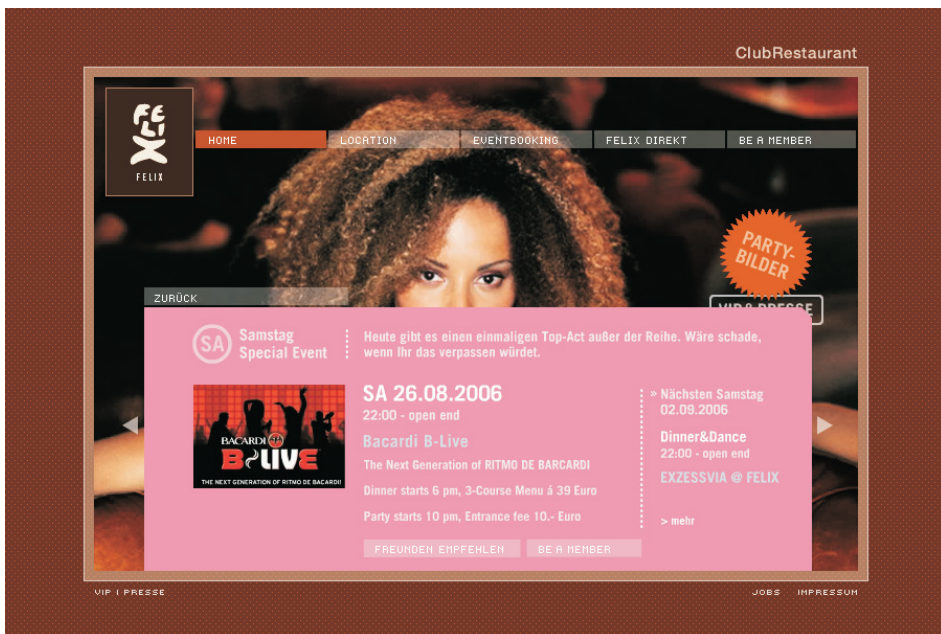 ClubRestaurant
FELIX
FELIX
HOME
LOCATION
EVENTBOOKING
FELIX DIREKT
BE A MEMBER
PARTY-
BILDER
VIP & PRESSE
ZURÜCK
SA
Samstag
Special Event
Heute gibt es einen einmaligen Top-Act außer der Reihe. Wäre schade,
wenn Ihr das verpassen würdet.
BACARDI
B~LIVE
THE NEXT GENERATION OF RITMO DE BACARDI!
SA 26.08.2006
22:00 - open end
Bacardi B-Live
The Next Generation of RITMO DE BARCARDI
Dinner starts 6 pm, 3-Course Menu á 39 Euro
Party starts 10 pm, Entrance fee 10.- Euro
FREUNDEN EMPFEHLEN
BE A MEMBER
» Nächsten Samstag
02.09.2006
Dinner&Dance
22:00 - open end
EXZESSVIA @ FELIX
> mehr
VIP | PRESSE
JOBS
IMPRESSUM